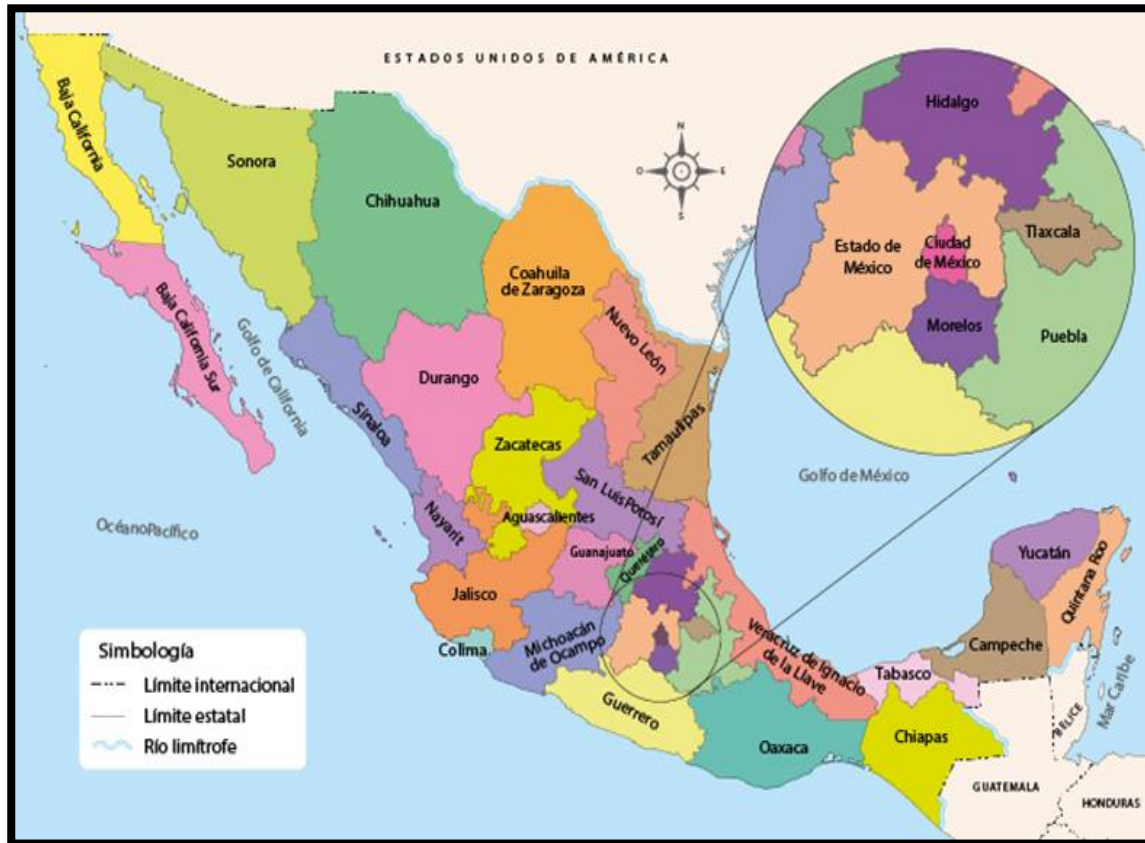 ESTADOS UNIDOS DE AMÉRICA
Baja California
Sonora
Chihuahua
Coahuila
de Zaragoza
Nuevo León
Tamaulipas
Baja California Sur
Golfo de California
Sinaloa
Durango
Zacatecas
San Luis Potosí
Nayarit
Aguascalientes
Guanajuato
Querétaro
Jalisco
Colima
Michoacán
de Ocampo
Guerrero
Veracruz de Ignacio
de la Llave
Oaxaca
Tabasco
Chiapas
Campeche
Yucatán
Quintana Roo
N
O
E
S
Hidalgo
Estado de
México
Ciudad
de México
Tlaxcala
Morelos
Puebla
Golfo de México
OcéanoPacífico
Mar Caribe
BELICE
GUATEMALA
HONDURAS
Simbología
Límite internacional
Límite estatal
Río limítrofe